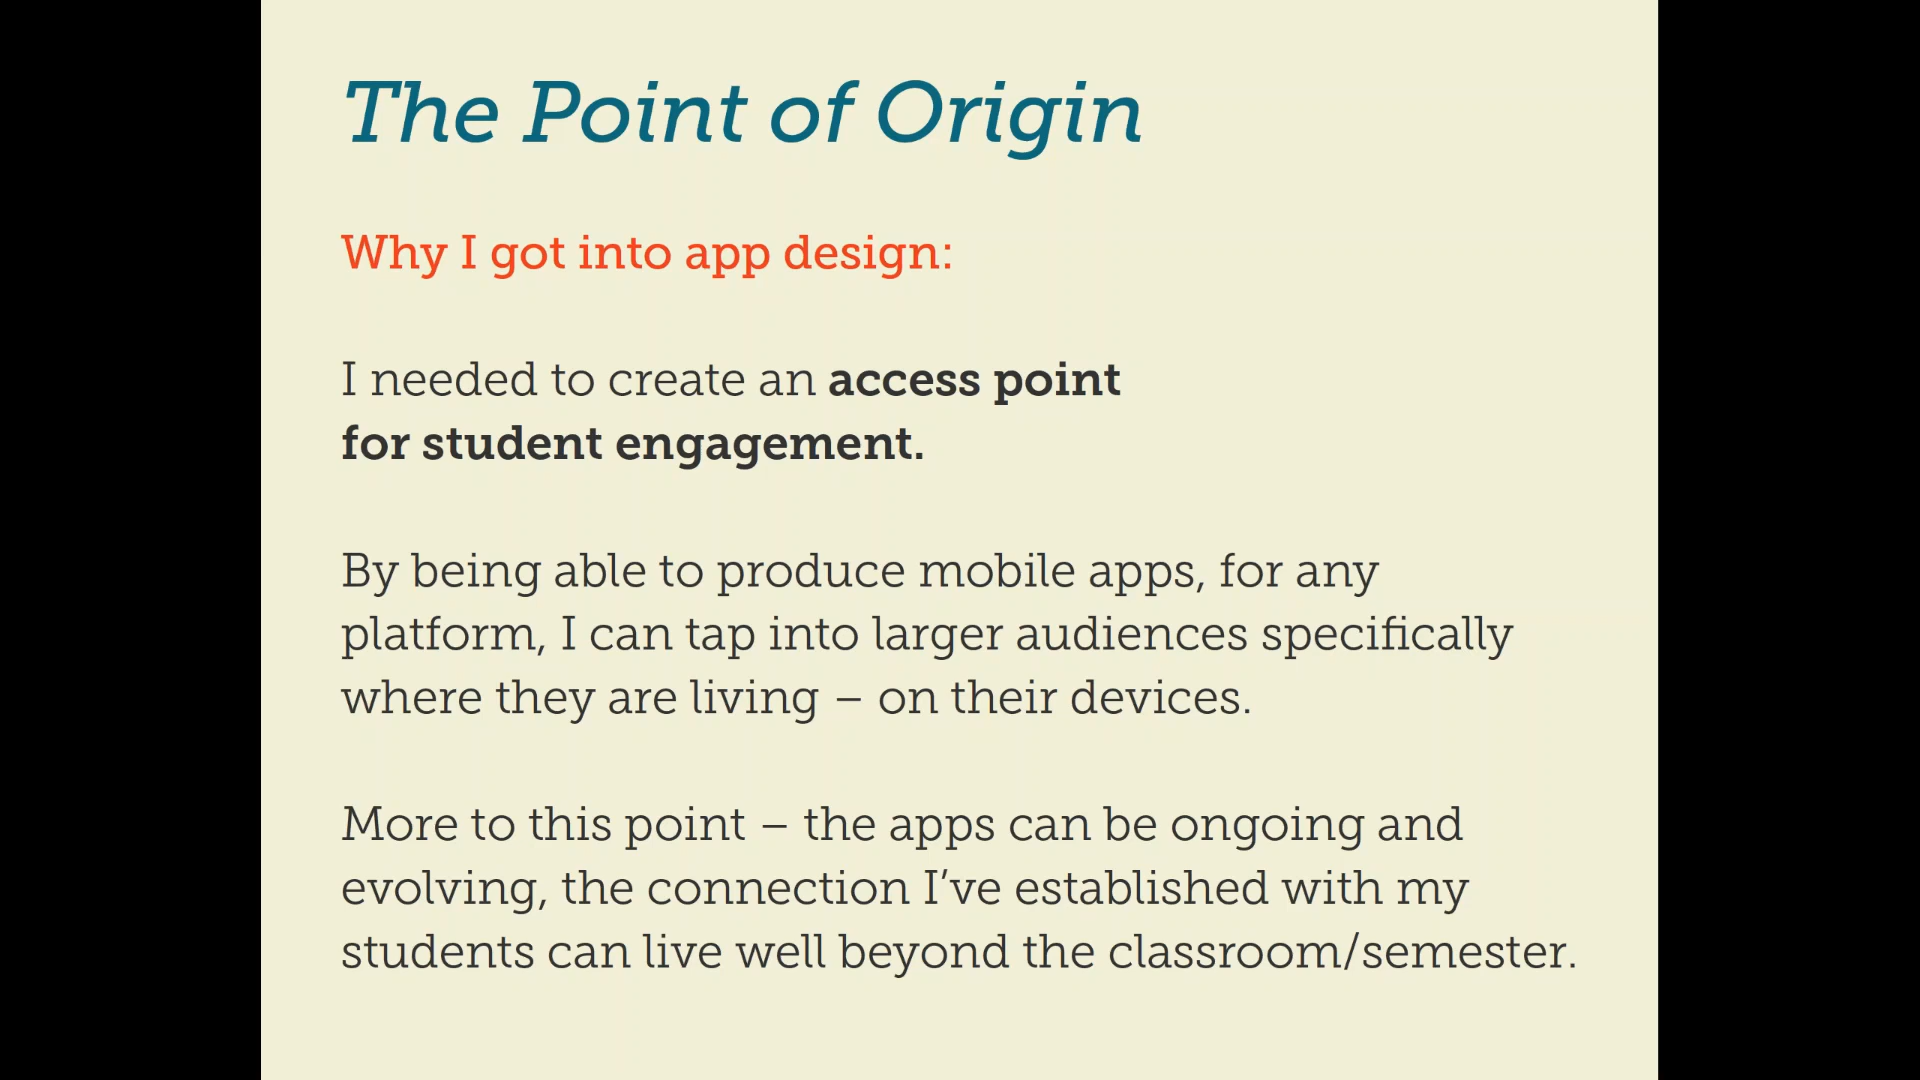 The Point of Origin
Why I got into app design:
I needed to create an access point
for student engagement.
By being able to produce mobile apps, for any
platform, I can tap into larger audiences specifically
where they are living – on their devices.
More to this point – the apps can be ongoing and
evolving, the connection I’ve established with my
students can live well beyond the classroom/semester.